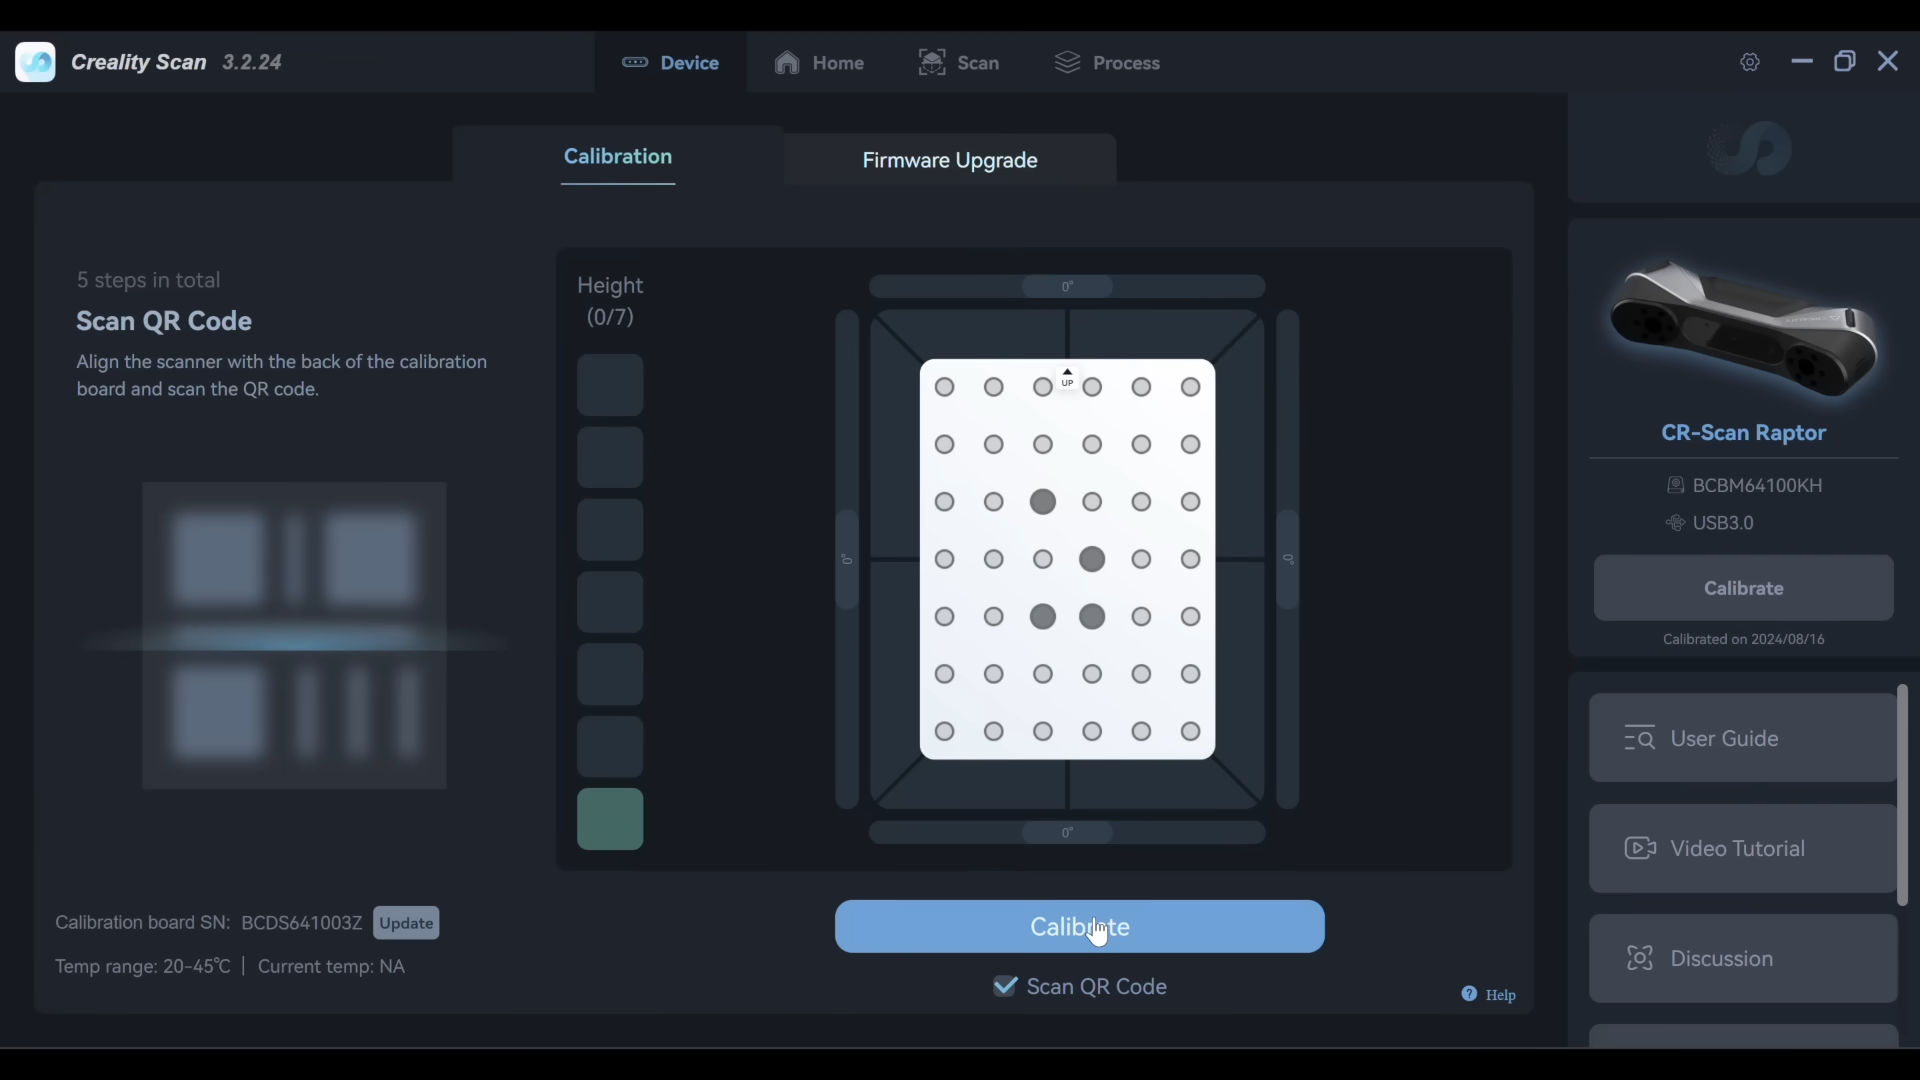 Creality Scan 3.2.24
Device
Home
Scan
Process
Calibration
Firmware Upgrade
5 steps in total
Scan QR Code
Align the scanner with the back of the calibration
board and scan the QR code.
Height
(0/7)
0°
0°
0°
0°
UP
Calibration board SN: BCDS641003Z Update
Temp range: 20-45℃ | Current temp: NA
Calibrate
Scan QR Code
? Help
CR-Scan Raptor
BCBM64100KH
USB3.0
Calibrate
Calibrated on 2024/08/16
User Guide
Video Tutorial
Discussion